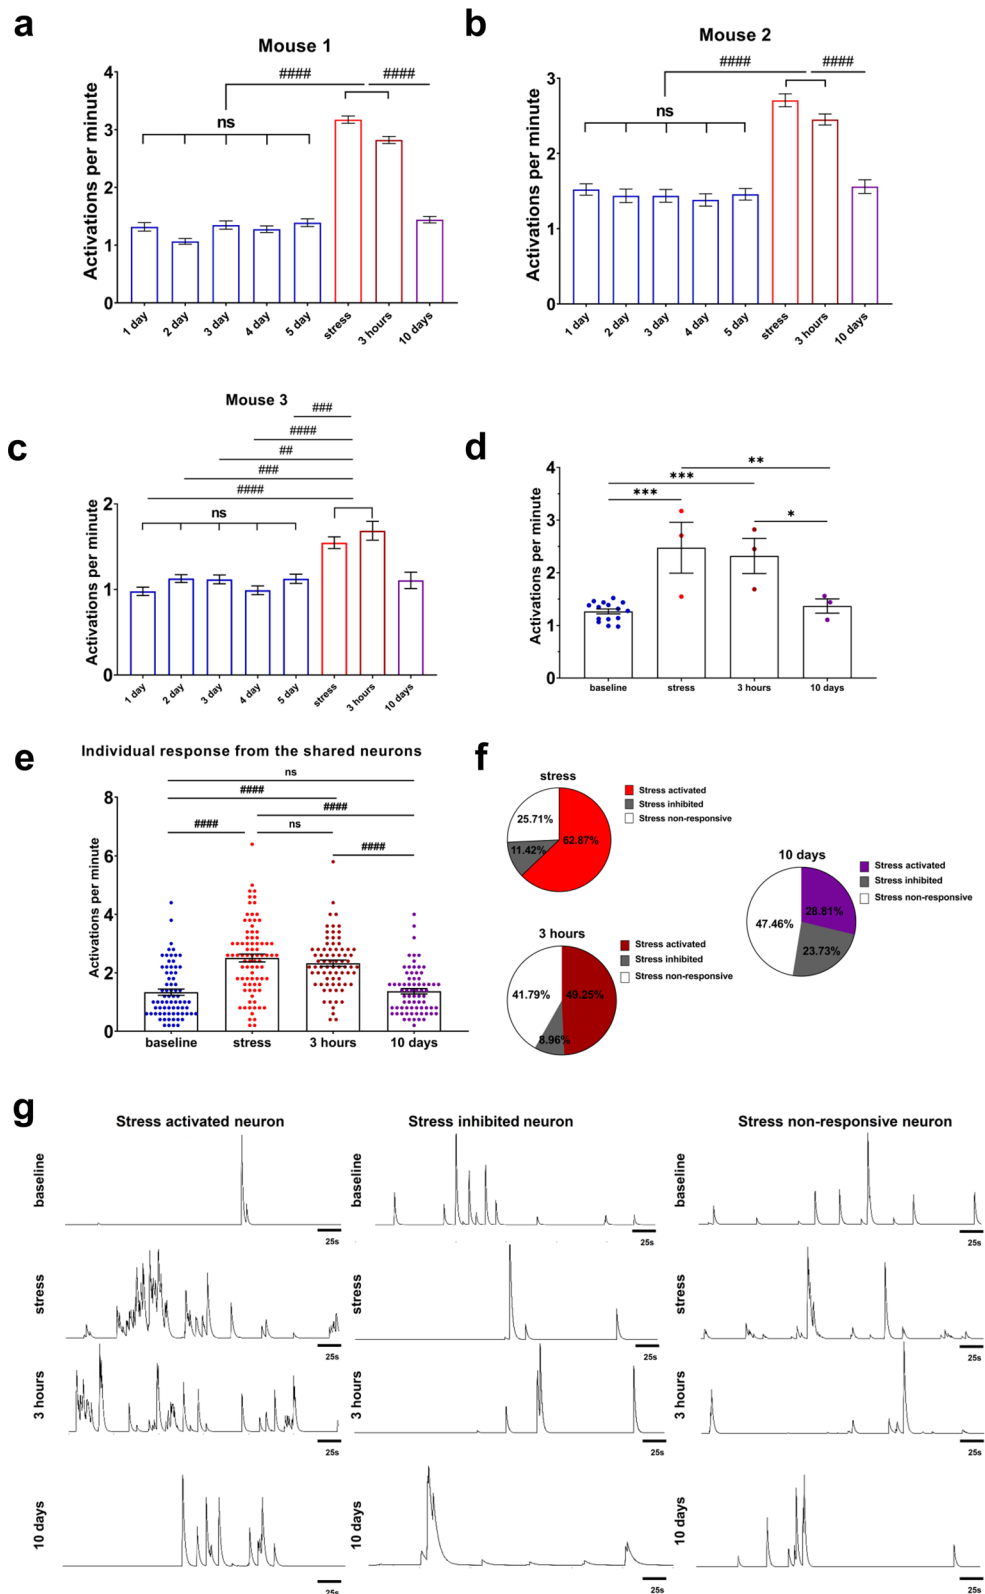 a
Mouse 1
Activations per minute
4
3
2
1
0
ns
####
####
1 day
2 day
3 day
4 day
5 day
stress
3 hours
10 days
b
Mouse 2
Activations per minute
3
2
1
0
ns
####
####
1 day
2 day
3 day
4 day
5 day
stress
3 hours
10 days
c
Mouse 3
###
####
##
###
####
ns
Activations per minute
2
1
0
1 day
2 day
3 day
4 day
5 day
stress
3 hours
10 days
d
Activations per minute
4
3
2
1
0
**
***
***
*
baseline
stress
3 hours
10 days
e
Individual response from the shared neurons
ns
####
####
####
ns
####
Activations per minute
8
6
4
2
0
baseline
stress
3 hours
10 days
f
stress
25.71%
11.42%
62.87%
Stress activated
Stress inhibited
Stress non-responsive
3 hours
41.79%
49.25%
8.96%
Stress activated
Stress inhibited
Stress non-responsive
10 days
47.46%
28.81%
23.73%
Stress activated
Stress inhibited
Stress non-responsive
g
Stress activated neuron
Stress inhibited neuron
Stress non-responsive neuron
baseline
25s
baseline
25s
baseline
25s
stress
25s
stress
25s
stress
25s
3 hours
25s
3 hours
25s
3 hours
25s
10 days
25s
10 days
25s
10 days
25s